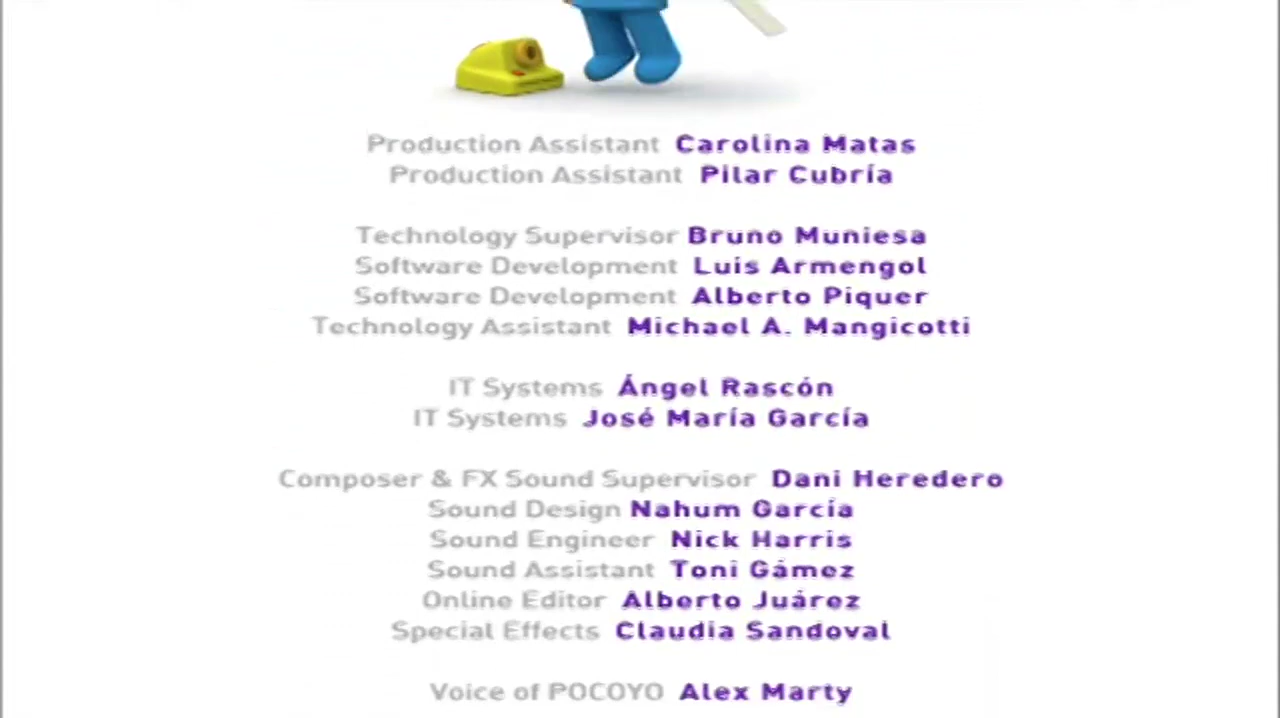 Production Assistant Carolina Matas
Production Assistant Pilar Cubría
Technology Supervisor Bruno Muniesa
Software Development Luis Armengol
Software Development Alberto Piquer
Technology Assistant Michael A. Mangicotti
IT Systems Ángel Rascón
IT Systems José María García
Composer & FX Sound Supervisor Dani Heredero
Sound Design Nahum García
Sound Engineer Nick Harris
Sound Assistant Toni Gámez
Online Editor Alberto Juárez
Special Effects Claudia Sandoval
Voice of POCOYO Alex Marty